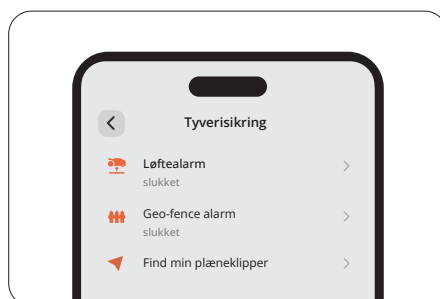 Tyverisikring
Løftealarm
slukket
Geo-fence alarm
slukket
Find min plæneklipper